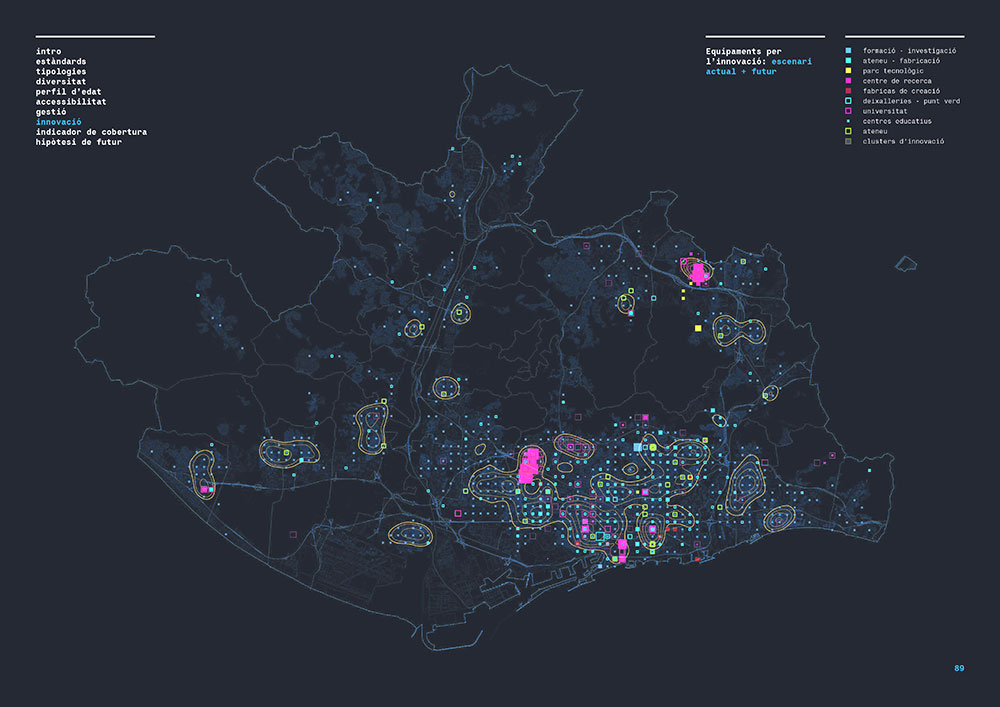 intro
estàndards
tipologies
diversitat
perfil d'edat
accessibilitat
gestió
innovació
indicador de cobertura
hipòtesi de futur
Equipaments per
l'innovació: escenari
actual + futur
formació - investigació
ateneu - fabricació
parc tecnològic
centre de recerca
fabricas de creació
deixalleries - punt verd
universitat
centres educatius
ateneu
clusters d'innovació
89